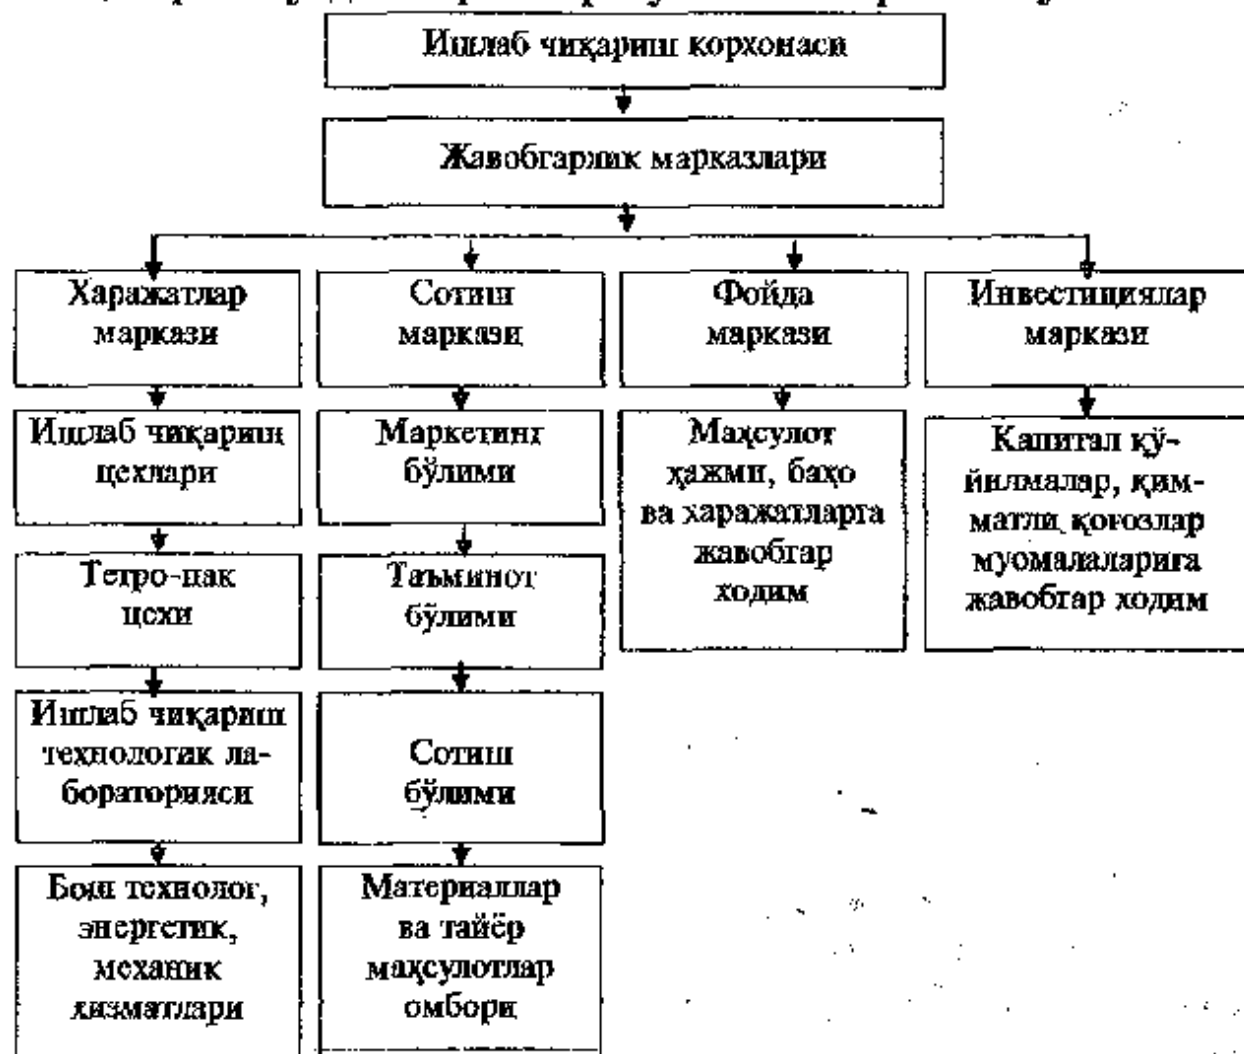 Ишлаб чиқариш корхонаси
Жавобгарлик марказлари
Харажатлар
маркази
Сотиш
маркази
Фойда
маркази
Инвестициялар
маркази
Ишлаб чиқариш
цехлари
Маркетинг
бўлими
Маҳсулот
ҳажми, баҳо
ва харажатларга
жавобгар
ходим
Капитал қў-
йилмалар, қим-
матли қоғозлар
муомалаларига
жавобгар ходим
Тетро-пак
цехи
Таъминот
бўлими
Ишлаб чиқариш
технологик ла-
бораторияси
Сотиш
бўлими
Бош технолог,
энергетик,
механик
хизматлари
Материаллар
ва тайёр
маҳсулотлар
омбори